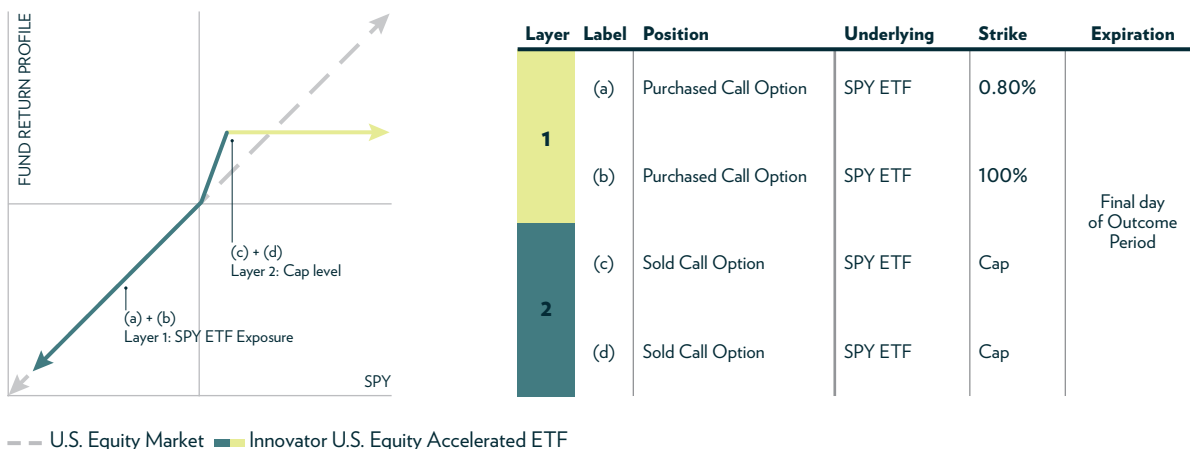 FUND RETURN PROFILE
(c) + (d)
Layer 2: Cap level
(a) + (b)
Layer 1: SPY ETF Exposure
SPY
U.S. Equity Market Innovator U.S. Equity Accelerated ETF
Layer Label Position Underlying Strike Expiration
1
(a) Purchased Call Option SPY ETF 0.80%
(b) Purchased Call Option SPY ETF 100%
2
(c) Sold Call Option SPY ETF Cap
(d) Sold Call Option SPY ETF Cap
Final day
of Outcome
Period